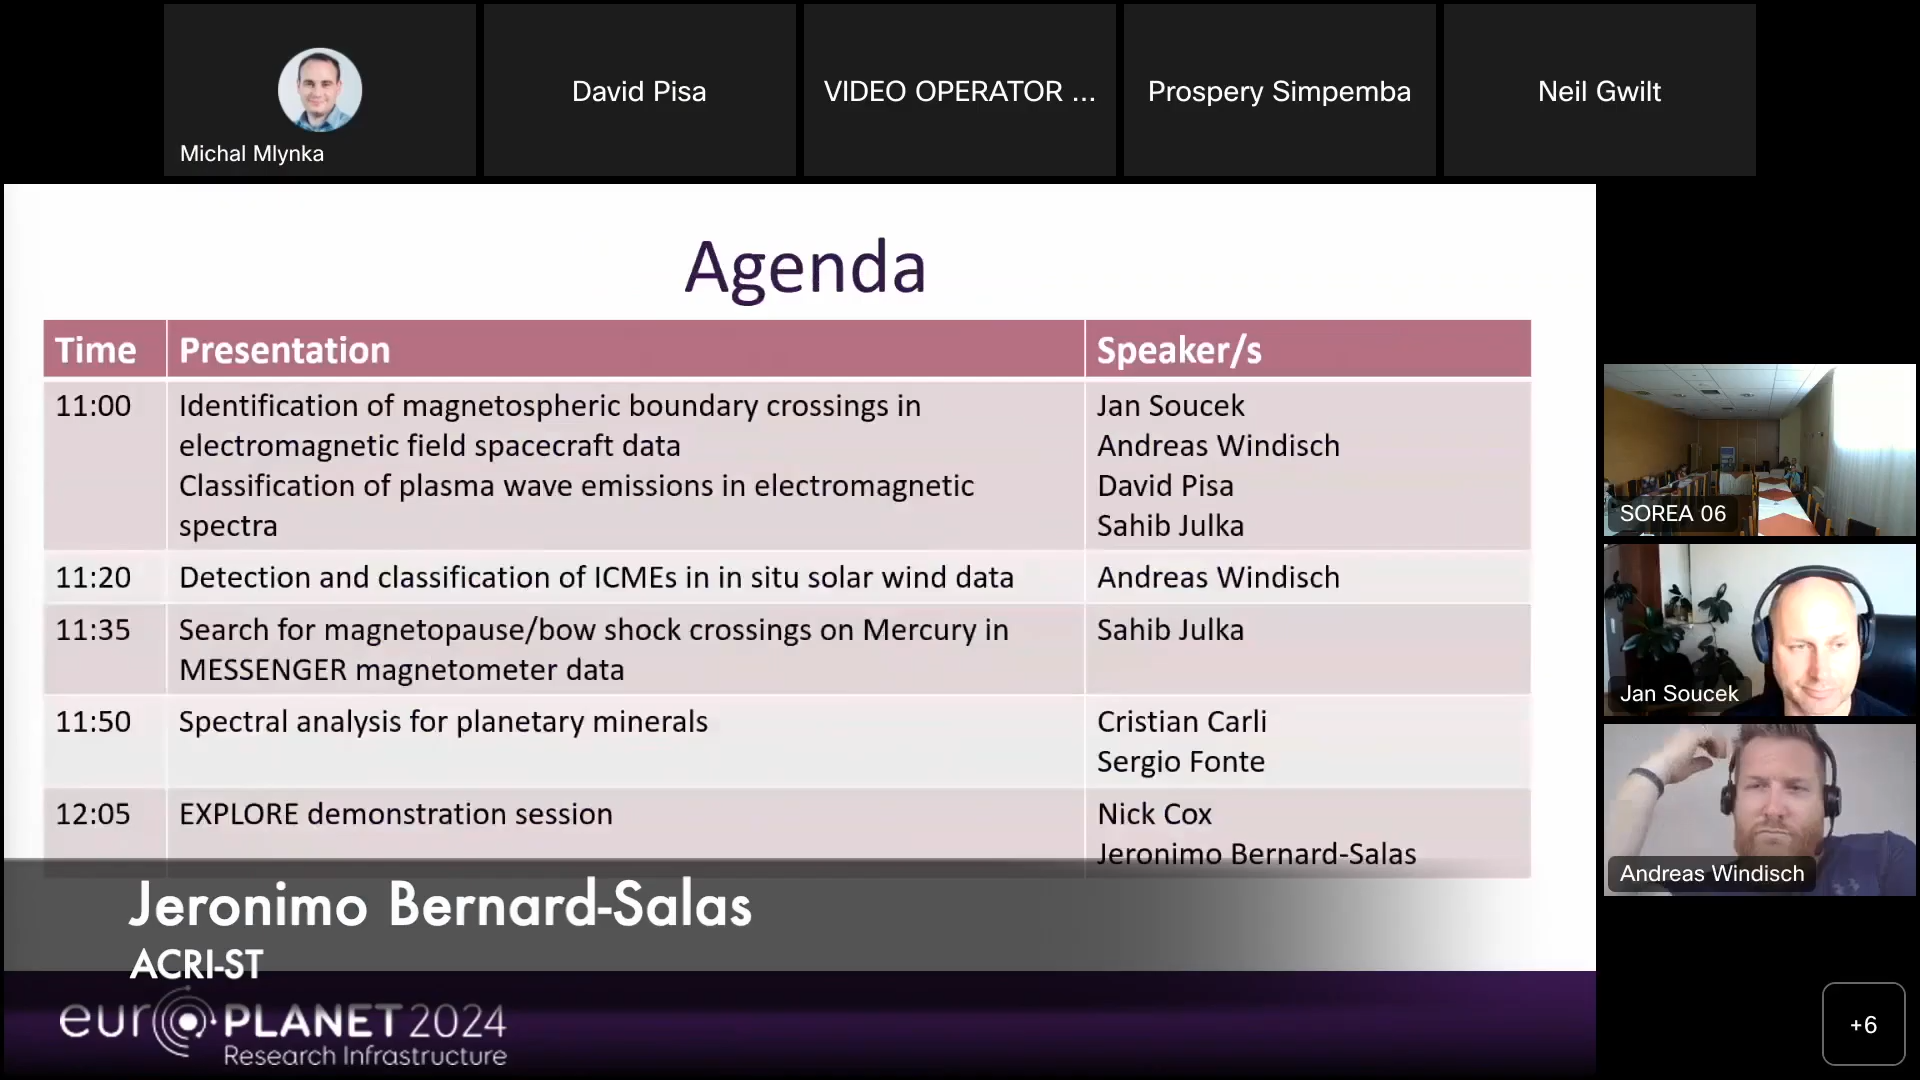 Michal Mlynka
David Pisa
VIDEO OPERATOR ...
Prospery Simpemba
Neil Gwilt
Agenda
Time Presentation Speaker/s
11:00 Identification of magnetospheric boundary crossings in Jan Soucek
electromagnetic field spacecraft data Andreas Windisch
Classification of plasma wave emissions in electromagnetic David Pisa
spectra Sahib Julka
11:20 Detection and classification of ICMEs in in situ solar wind data Andreas Windisch
11:35 Search for magnetopause/bow shock crossings on Mercury in Sahib Julka
MESSENGER magnetometer data
11:50 Spectral analysis for planetary minerals Cristian Carli
Sergio Fonte
12:05 EXPLORE demonstration session Nick Cox
Jeronimo Bernard-Salas
Jeronimo Bernard-Salas
ACRI-ST
euroPLANET 2024
Research Infrastructure
SOREA 06
Jan Soucek
Andreas Windisch
+6